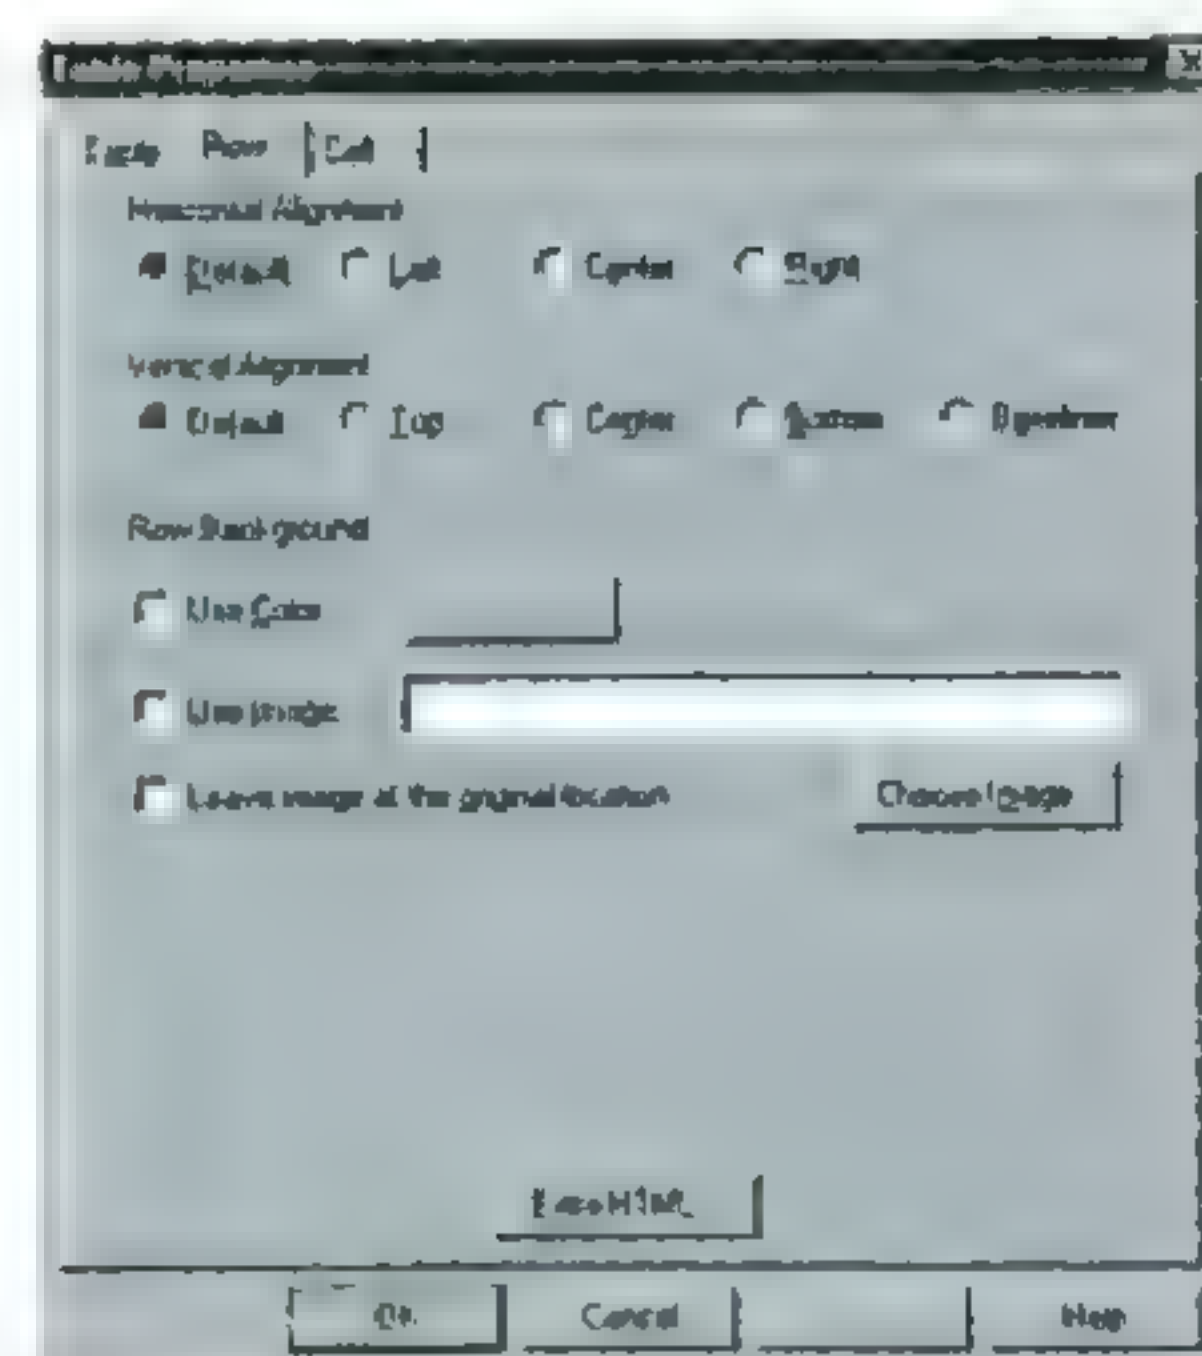 Table Properties
Table Row Cell
Horizontal Alignment
Default Left Center Right
Vertical Alignment
Default Top Center Bottom Baseline
Row Background
Use Color
Use Image
Leave image at the original location Choose Image
Extra HTML
OK Cancel Help